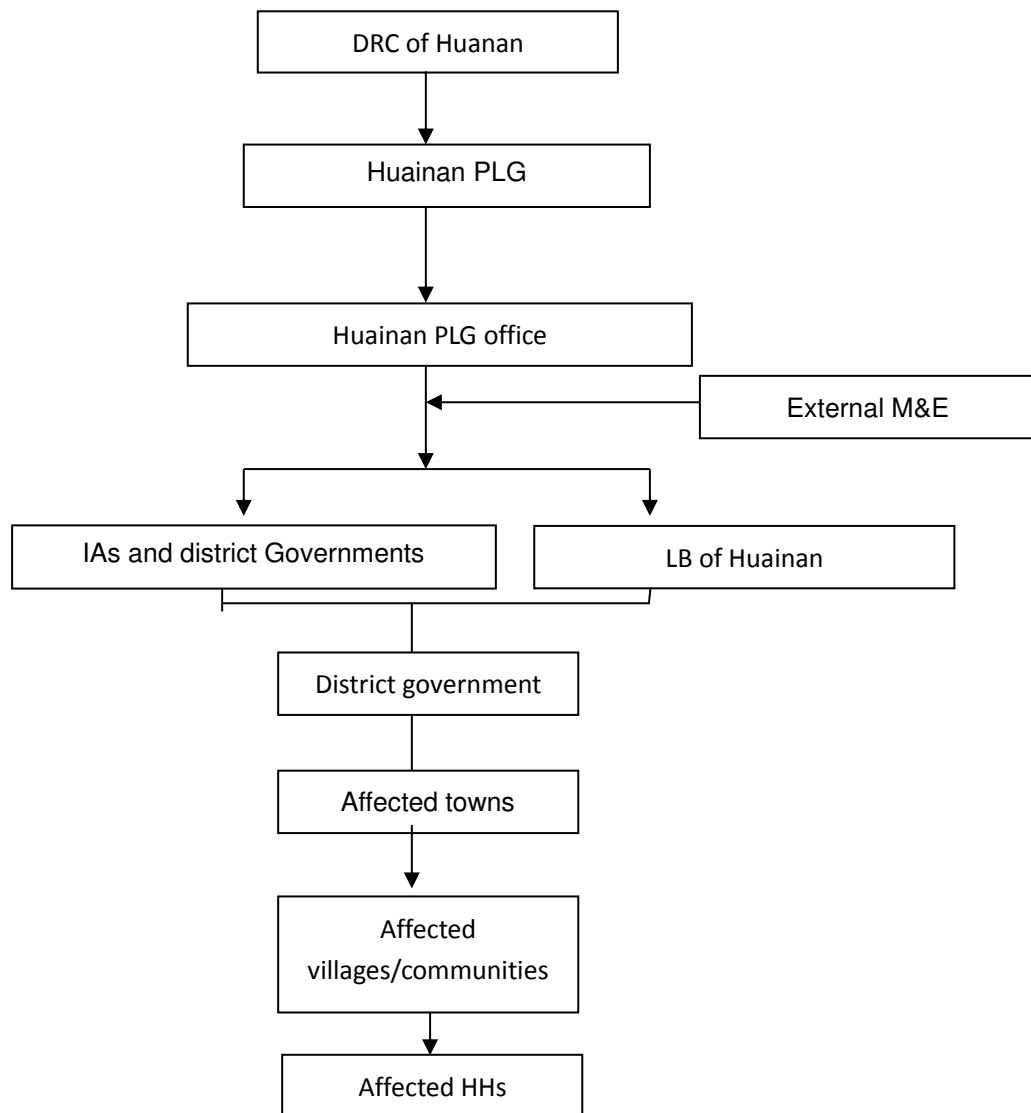 DRC of Huanan
Huainan PLG
Huainan PLG office
External M&E
IAs and district Governments
LB of Huainan
District government
Affected towns
Affected
villages/communities
Affected HHs